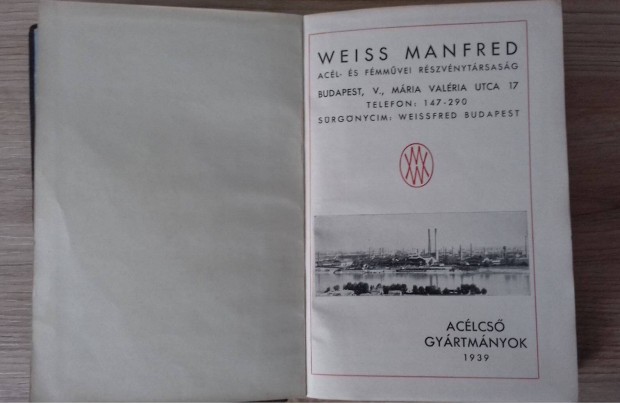 WEISS MANFRED
ACÉL- ÉS FÉMMŰVEI RÉSZVÉNYTÁRSASÁG
BUDAPEST, V., MÁRIA VALÉRIA UTCA 17
TELEFON: 147-290
SÜRGÖNYCIM: WEISSFRED BUDAPEST
WM
ACÉLCSŐ
GYÁRTMÁNYOK
1939